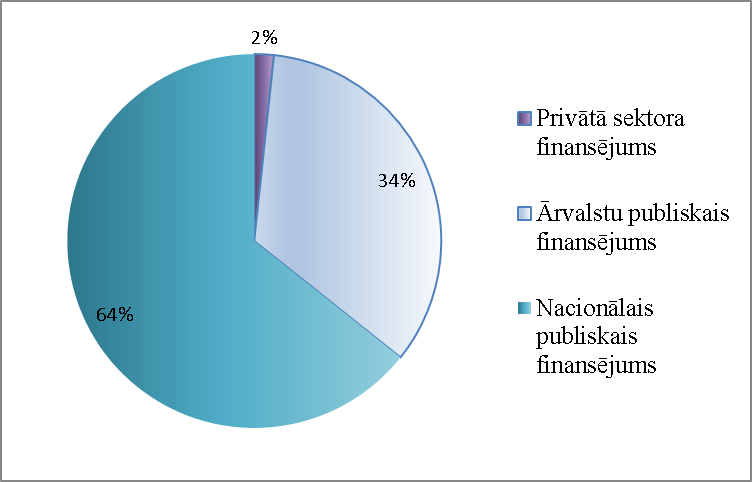 2%
34%
64%
Privātā sektora
finansējums
Ārvalstu publiskais
finansējums
Nacionālais
publiskais
finansējums